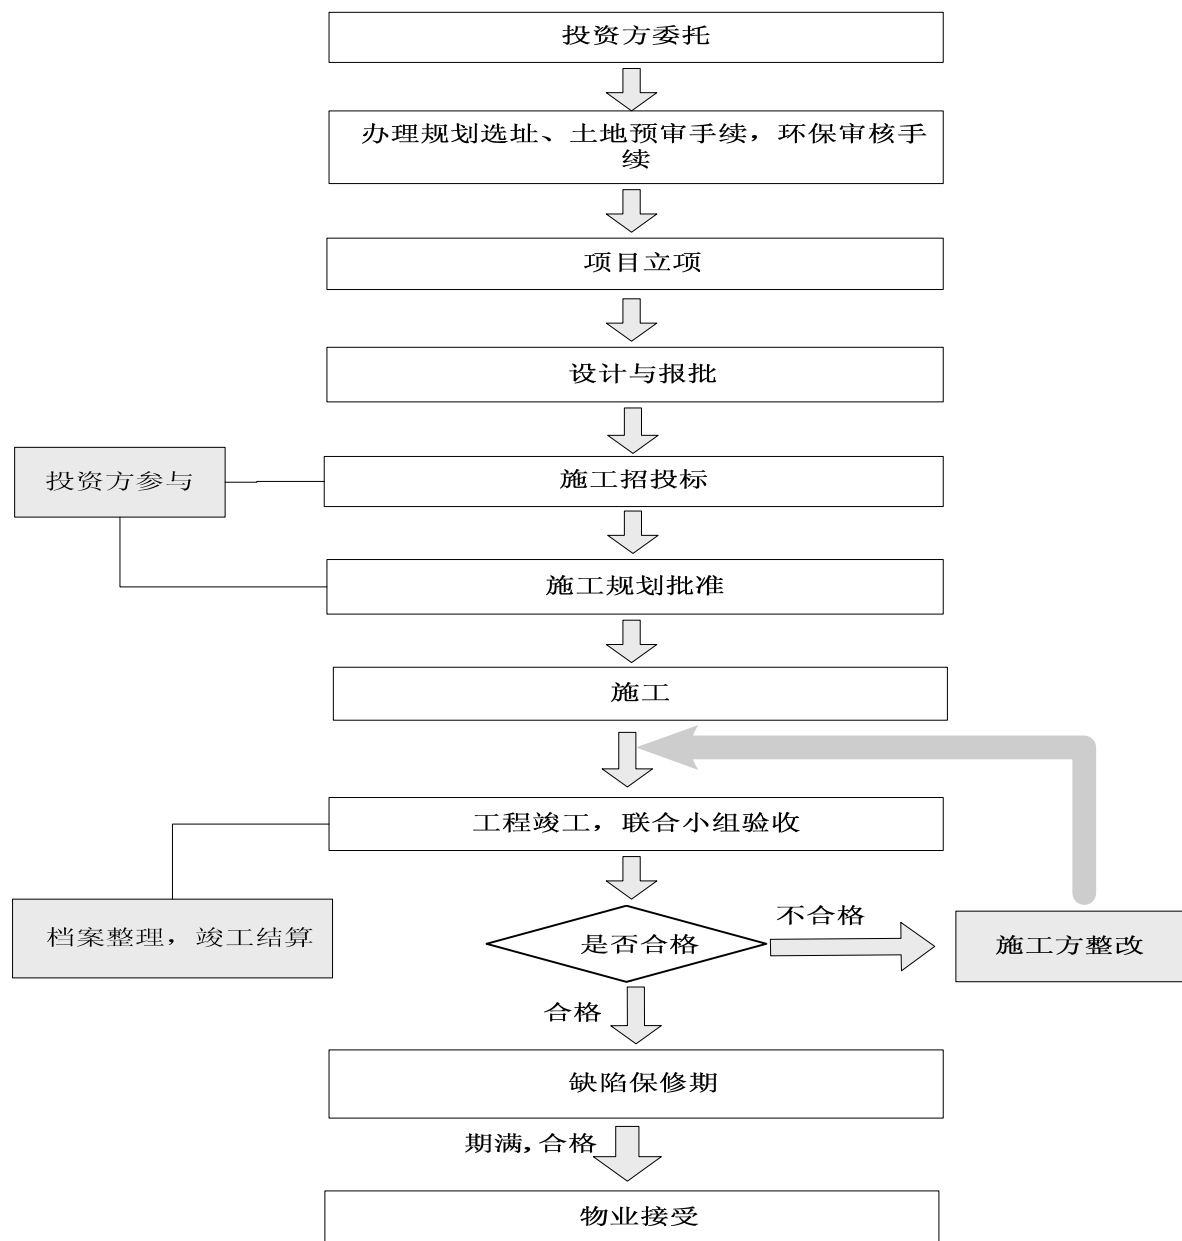 投资方委托
办理规划选址、土地预审手续，环保审核手
续
项目立项
设计与报批
投资方参与
施工招投标
施工规划批准
施工
工程竣工，联合小组验收
档案整理，竣工结算
是否合格
不合格
施工方整改
合格
缺陷保修期
期满,合格
物业接受